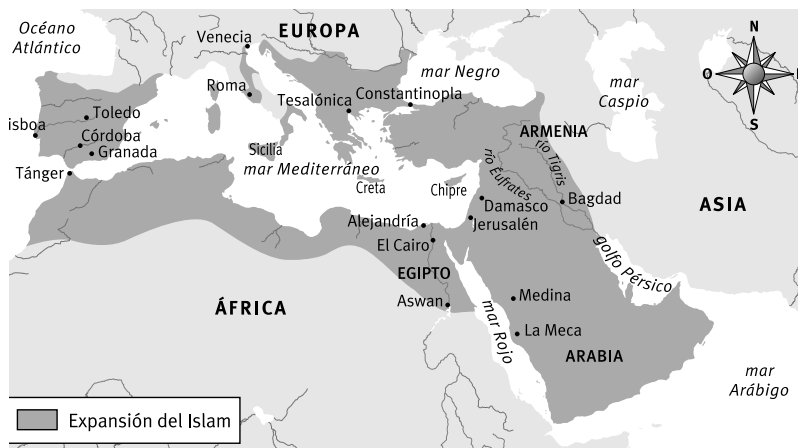 Océano
Atlántico
EUROPA
Venecia
mar Negro
Roma
Constantinopla
Tesalónica
mar
Caspio
N
O
S
Toledo
isboa
Córdoba
Granada
Tánger
Sicilia
mar Mediterráneo
Creta
Chipre
ARMENIA
río Tigris
río Éufrates
Bagdad
Damasco
Jerusalén
ASIA
Alejandría
El Cairo
EGIPTO
Aswan
golfo Pérsico
ÁFRICA
mar Rojo
Medina
La Meca
ARABIA
mar
Arábigo
Expansión del Islam